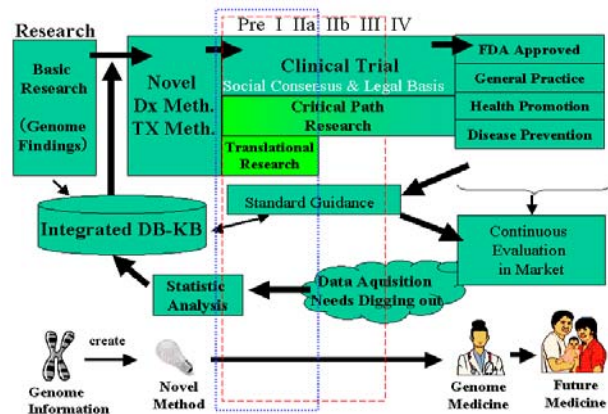 Research
Pre I IIa IIb III IV
Basic
Research
(Genome
Findings)
Novel
Dx Meth.
TX Meth.
Clinical Trial
Social Consensus & Legal Basis
Critical Path
Research
Translational
Research
FDA Approved
General Practice
Health Promotion
Disease Prevention
Standard Guidance
Integrated DB-KB
Continuous
Evaluation
in Market
Statistic
Analysis
Data Aquisition
Needs Digging out
create
Genome
Information
Novel
Method
Genome
Medicine
Future
Medicine